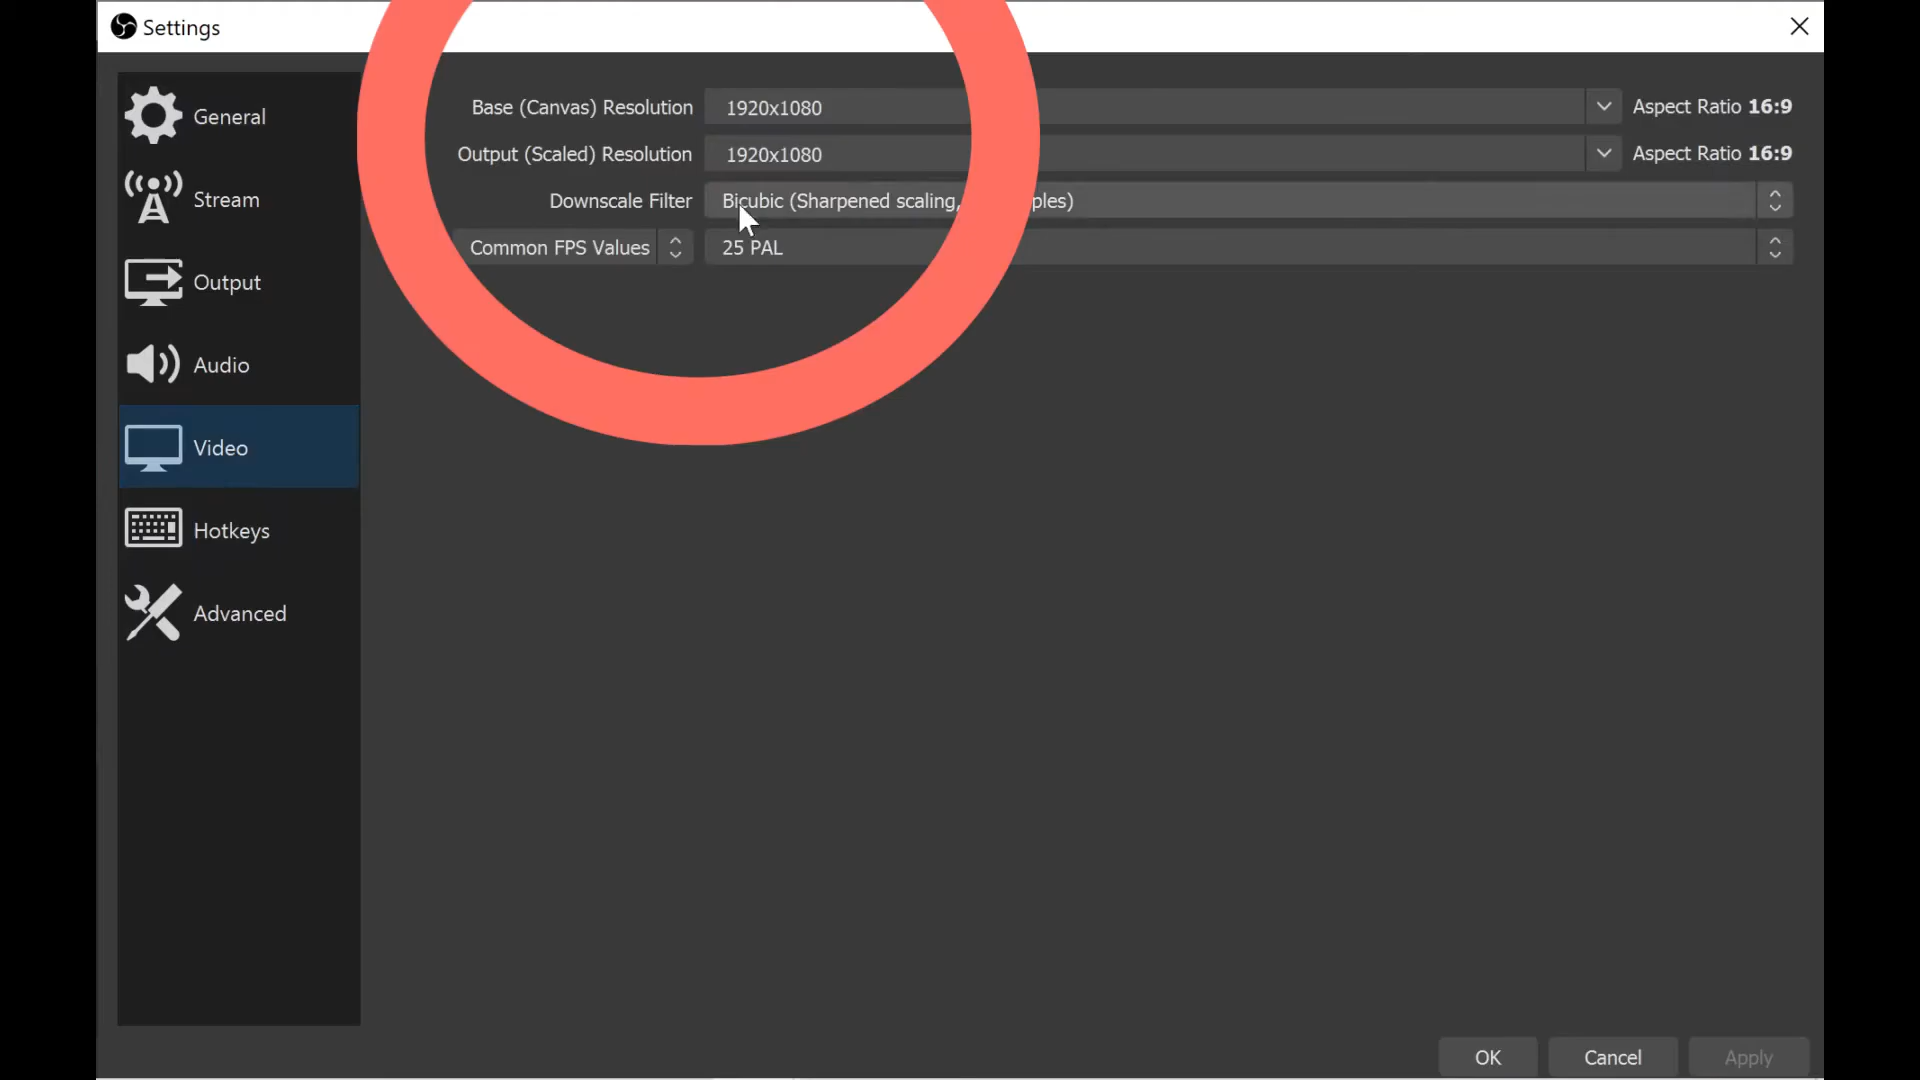 Settings
General
Stream
Output
Audio
Video
Hotkeys
Advanced
Base (Canvas) Resolution 1920x1080 Aspect Ratio 16:9
Output (Scaled) Resolution 1920x1080 Aspect Ratio 16:9
Downscale Filter Bicubic (Sharpened scaling, ples)
Common FPS Values 25 PAL
OK Cancel Apply